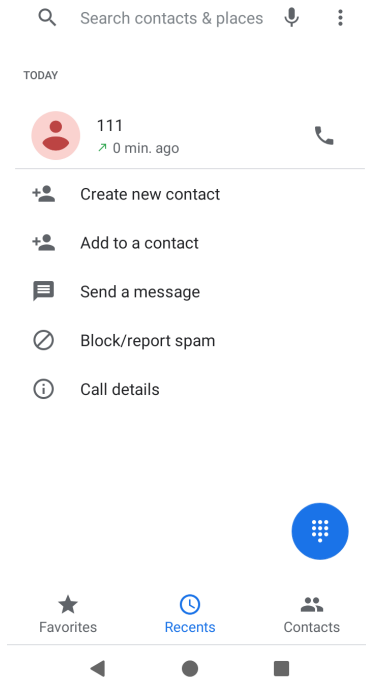 Search contacts & places
TODAY
111
0 min. ago
Create new contact
Add to a contact
Send a message
Block/report spam
Call details
Favorites
Recents
Contacts